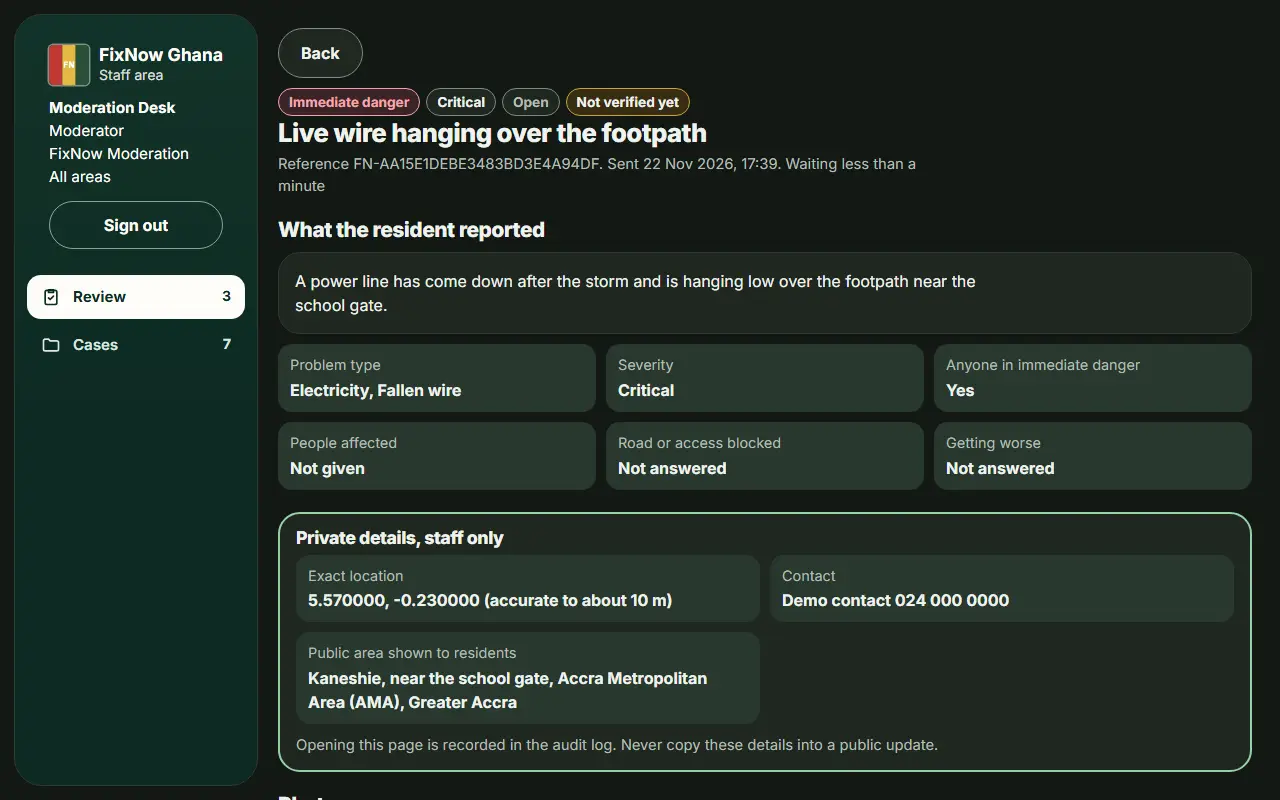 FN
FixNow Ghana
Staff area
Moderation Desk
Moderator
FixNow Moderation
All areas
Sign out
Review 3
Cases 7
Back
Immediate danger Critical Open Not verified yet
Live wire hanging over the footpath
Reference FN-AA15E1DEBE3483BD3E4A94DF. Sent 22 Nov 2026, 17:39. Waiting less than a
minute
What the resident reported
A power line has come down after the storm and is hanging low over the footpath near the
school gate.
Problem type
Electricity, Fallen wire
Severity
Critical
Anyone in immediate danger
Yes
People affected
Not given
Road or access blocked
Not answered
Getting worse
Not answered
Private details, staff only
Exact location
5.570000, -0.230000 (accurate to about 10 m)
Contact
Demo contact 024 000 0000
Public area shown to residents
Kaneshie, near the school gate, Accra Metropolitan
Area (AMA), Greater Accra
Opening this page is recorded in the audit log. Never copy these details into a public update.